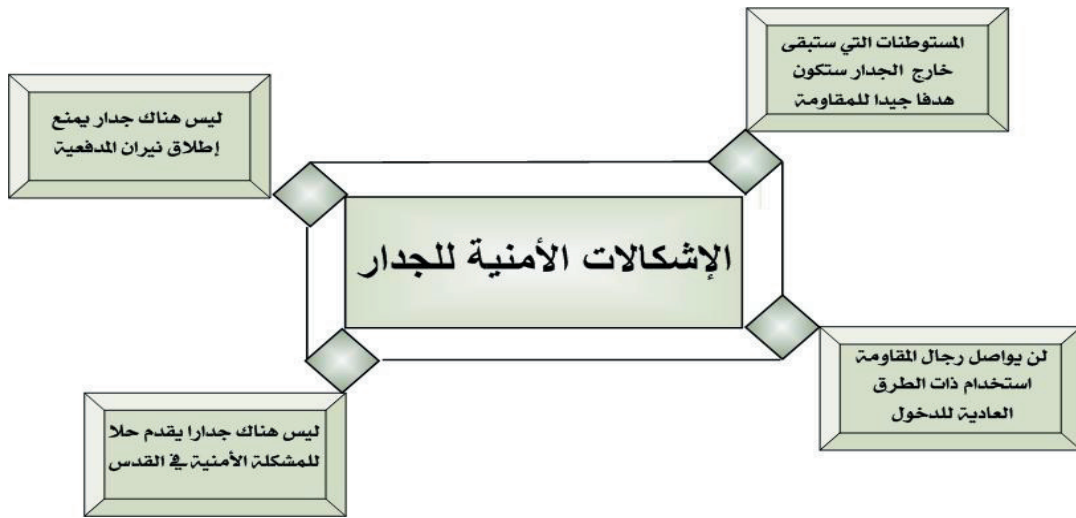 المستوطنات التي ستبقى
خارج الجدار ستكون
هدفا جيدا للمقاومة
ليس هناك جدار يمنع
إطلاق نيران المدفعية
الإشكالات الأمنية للجدار
لن يواصل رجال المقاومة
استخدام ذات الطرق
العادية للدخول
ليس هناك جدارا يقدم حلا
للمشكلة الأمنية في القدس